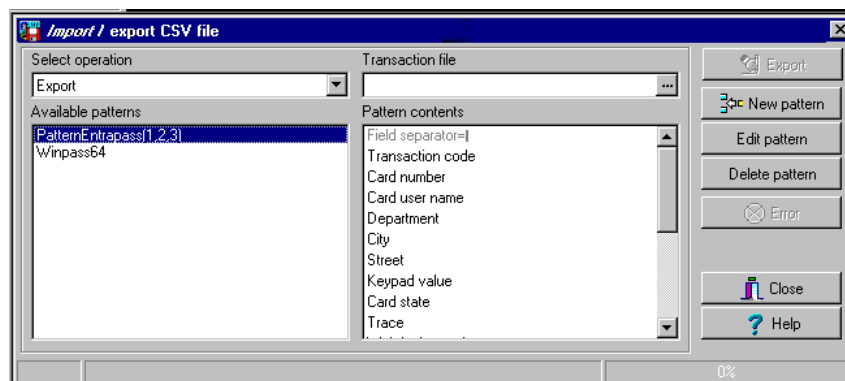 Import / export CSV file
Select operation
Transaction file
Export
Export
...
New pattern
Available patterns
Pattern contents
PatternEntrapass(1,2,3)
Winpass64
Field separator=|
Transaction code
Card number
Card user name
Department
City
Street
Keypad value
Card state
Trace
Edit pattern
Delete pattern
Error
Close
Help
0%